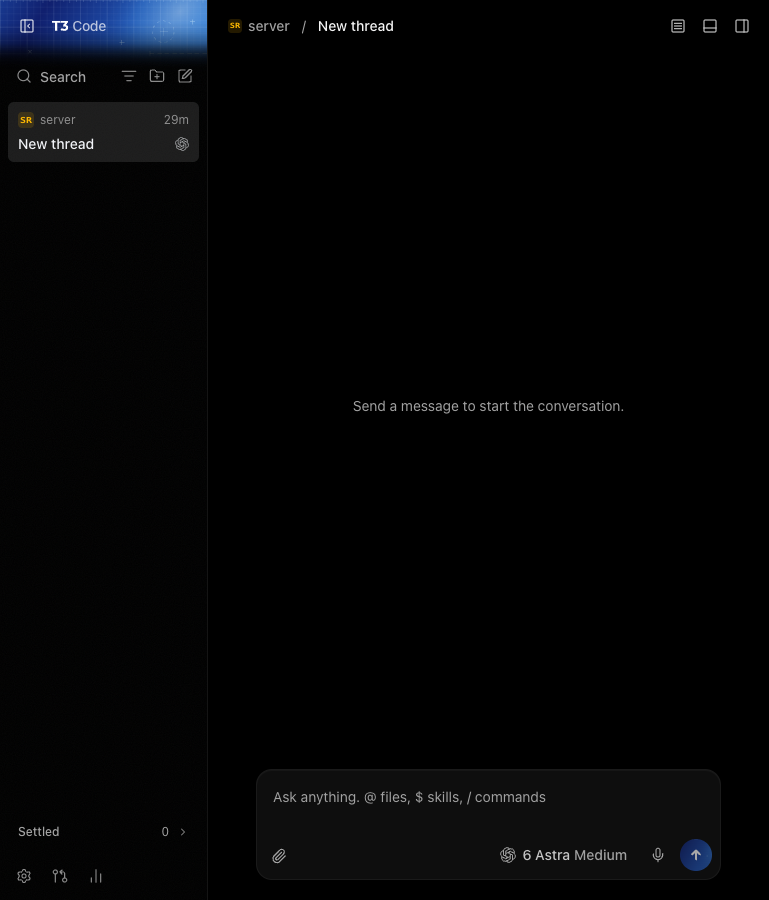 T3 Code
SR server / New thread
Search
SR server 29m
New thread
Send a message to start the conversation.
Ask anything. @ files, $ skills, / commands
6 Astra Medium
Settled 0